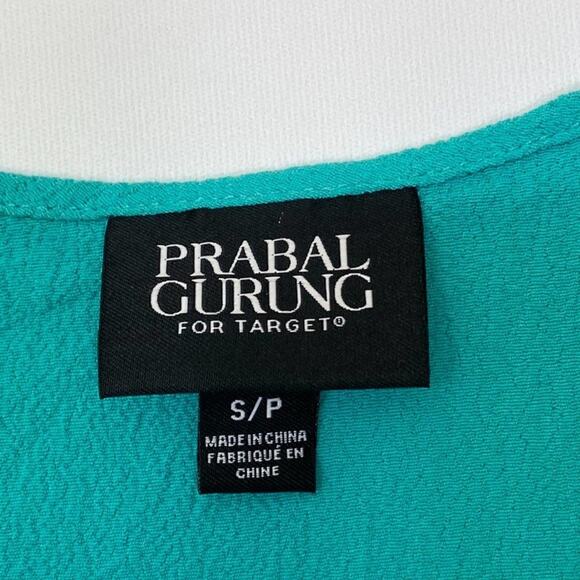 PRABAL
GURUNG
FOR TARGET
S/P
MADE IN CHINA
FABRIQUÉ EN
CHINE